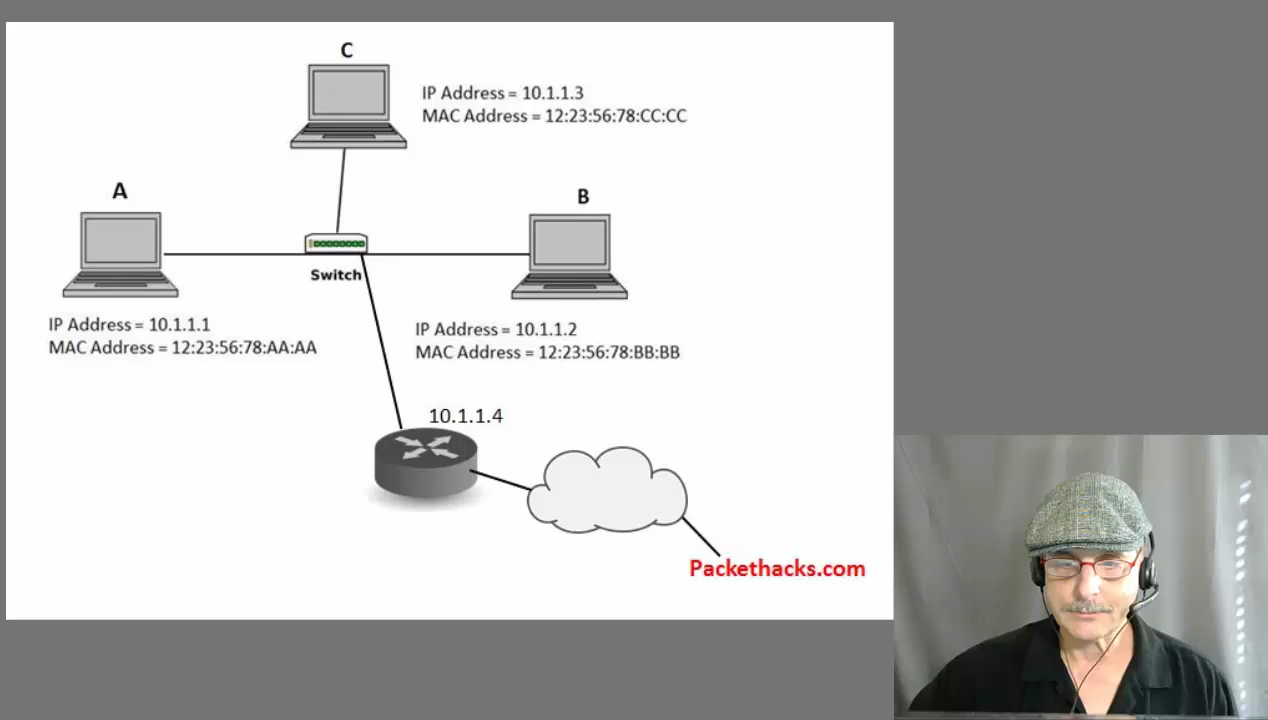 C
IP Address = 10.1.1.3
MAC Address = 12:23:56:78:CC:CC
A
B
Switch
IP Address = 10.1.1.1
MAC Address = 12:23:56:78:AA:AA
IP Address = 10.1.1.2
MAC Address = 12:23:56:78:BB:BB
10.1.1.4
Packethacks.com